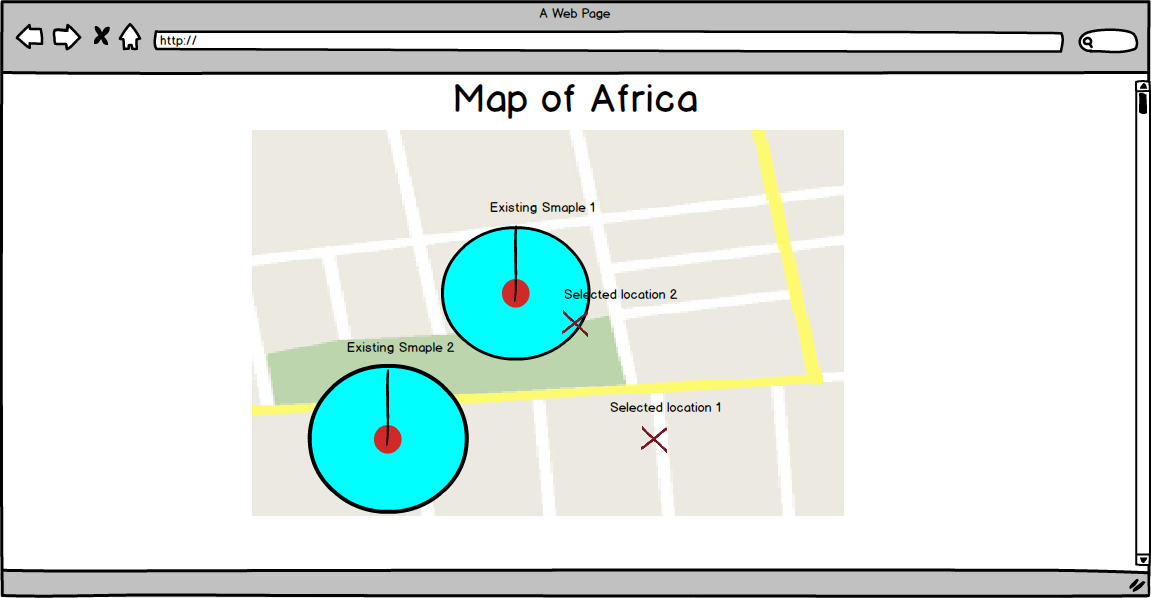 A Web Page
http://
Map of Africa
Existing Smaple 1
Selected location 2
Existing Smaple 2
Selected location 1